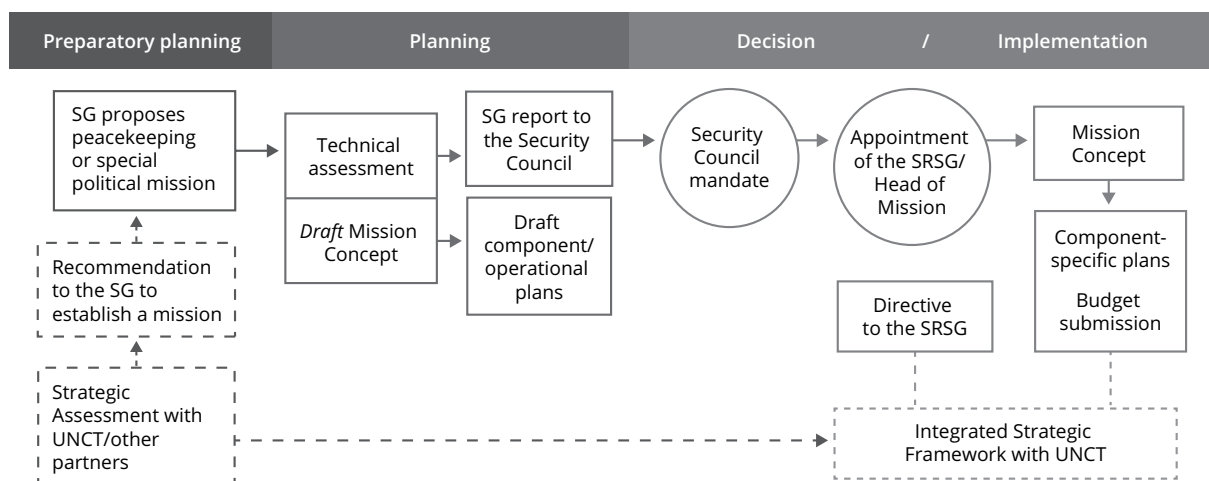 Preparatory planning
Planning
Decision / Implementation
SG proposes
peacekeeping
or special
political mission
Recommendation
to the SG to
establish a mission
Strategic
Assessment with
UNCT/other
partners
Technical
assessment
Draft Mission
Concept
SG report to
the Security
Council
Draft
component/
operational
plans
Security
Council
mandate
Appointment
of the SRSG/
Head of
Mission
Directive
to the SRSG
Mission
Concept
Component-
specific plans
Budget
submission
Integrated Strategic
Framework with UNCT